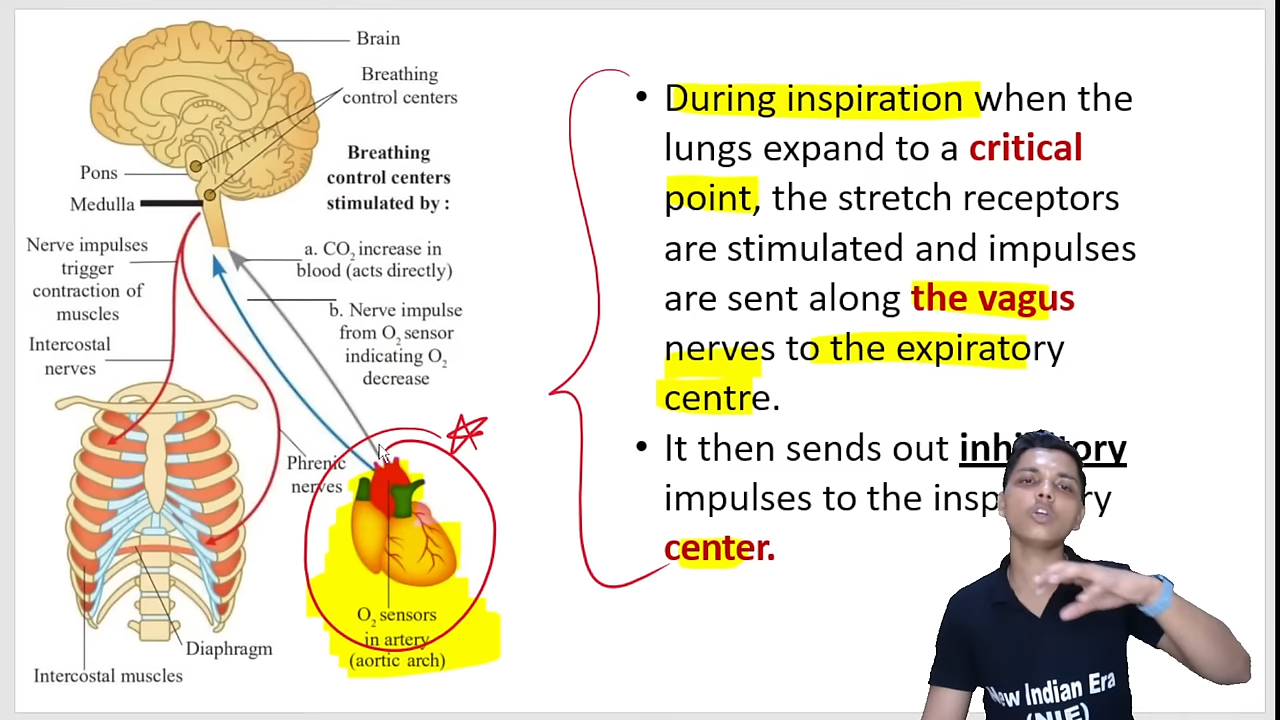 Brain
Breathing
control centers
Breathing
control centers
stimulated by :
Pons
Medulla
Nerve impulses
trigger
contraction of
muscles
a. CO2 increase in
blood (acts directly)
b. Nerve impulse
from O2 sensor
indicating O2
decrease
Intercostal
nerves
Phrenic
nerves
O2 sensors
in artery
(aortic arch)
Diaphragm
Intercostal muscles
• During inspiration when the
lungs expand to a critical
point, the stretch receptors
are stimulated and impulses
are sent along the vagus
nerves to the expiratory
centre.
• It then sends out
impulses to the
center.
New Indian Era
(NIE)